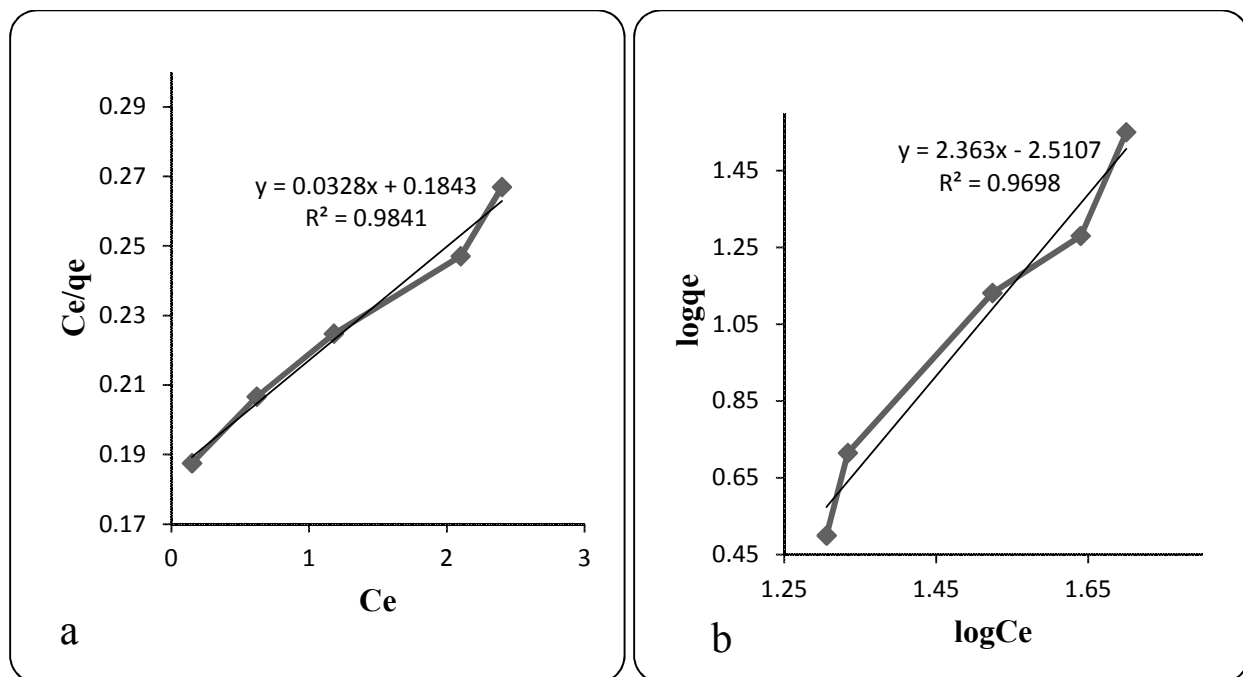 0.29
0.27
0.25
0.23
0.21
0.19
0.17
Ce/qe
y = 0.0328x + 0.1843
R² = 0.9841
0
1
2
3
Ce
a
1.45
1.25
1.05
0.85
0.65
0.45
logqe
y = 2.363x - 2.5107
R² = 0.9698
1.25
1.45
1.65
logCe
b